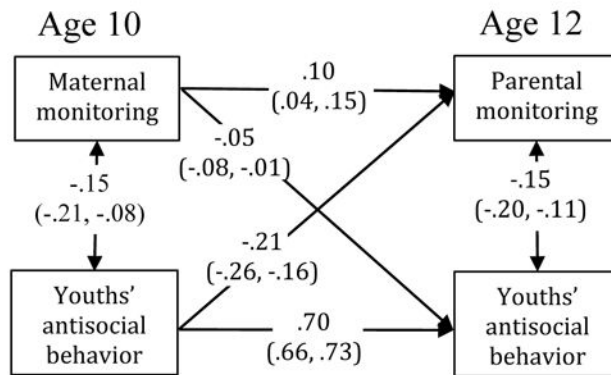 Age 10
Age 12
Maternal
monitoring
.10
(.04, .15)
Parental
monitoring
-.05
(-.08, -.01)
-.15
(-.21, -.08)
-.15
(-.20, -.11)
-.21
(-.26, -.16)
Youths'
antisocial
behavior
.70
(.66, .73)
Youths'
antisocial
behavior